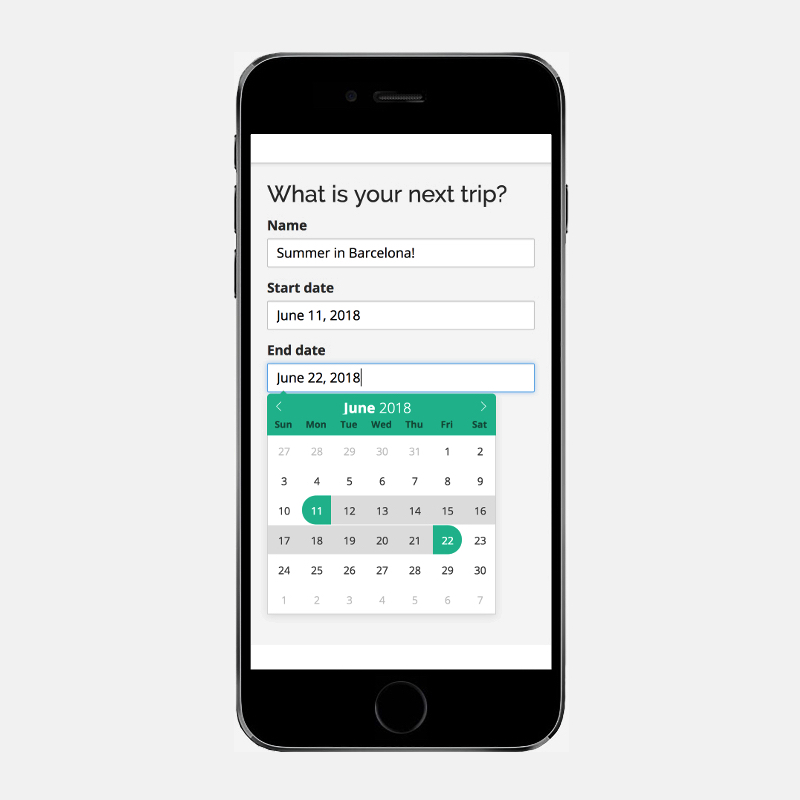 What is your next trip?
Name
Summer in Barcelona!
Start date
June 11, 2018
End date
June 22, 2018
June 2018
Sun Mon Tue Wed Thu Fri Sat
27 28 29 30 31 1 2
3 4 5 6 7 8 9
10 11 12 13 14 15 16
17 18 19 20 21 22 23
24 25 26 27 28 29 30
1 2 3 4 5 6 7